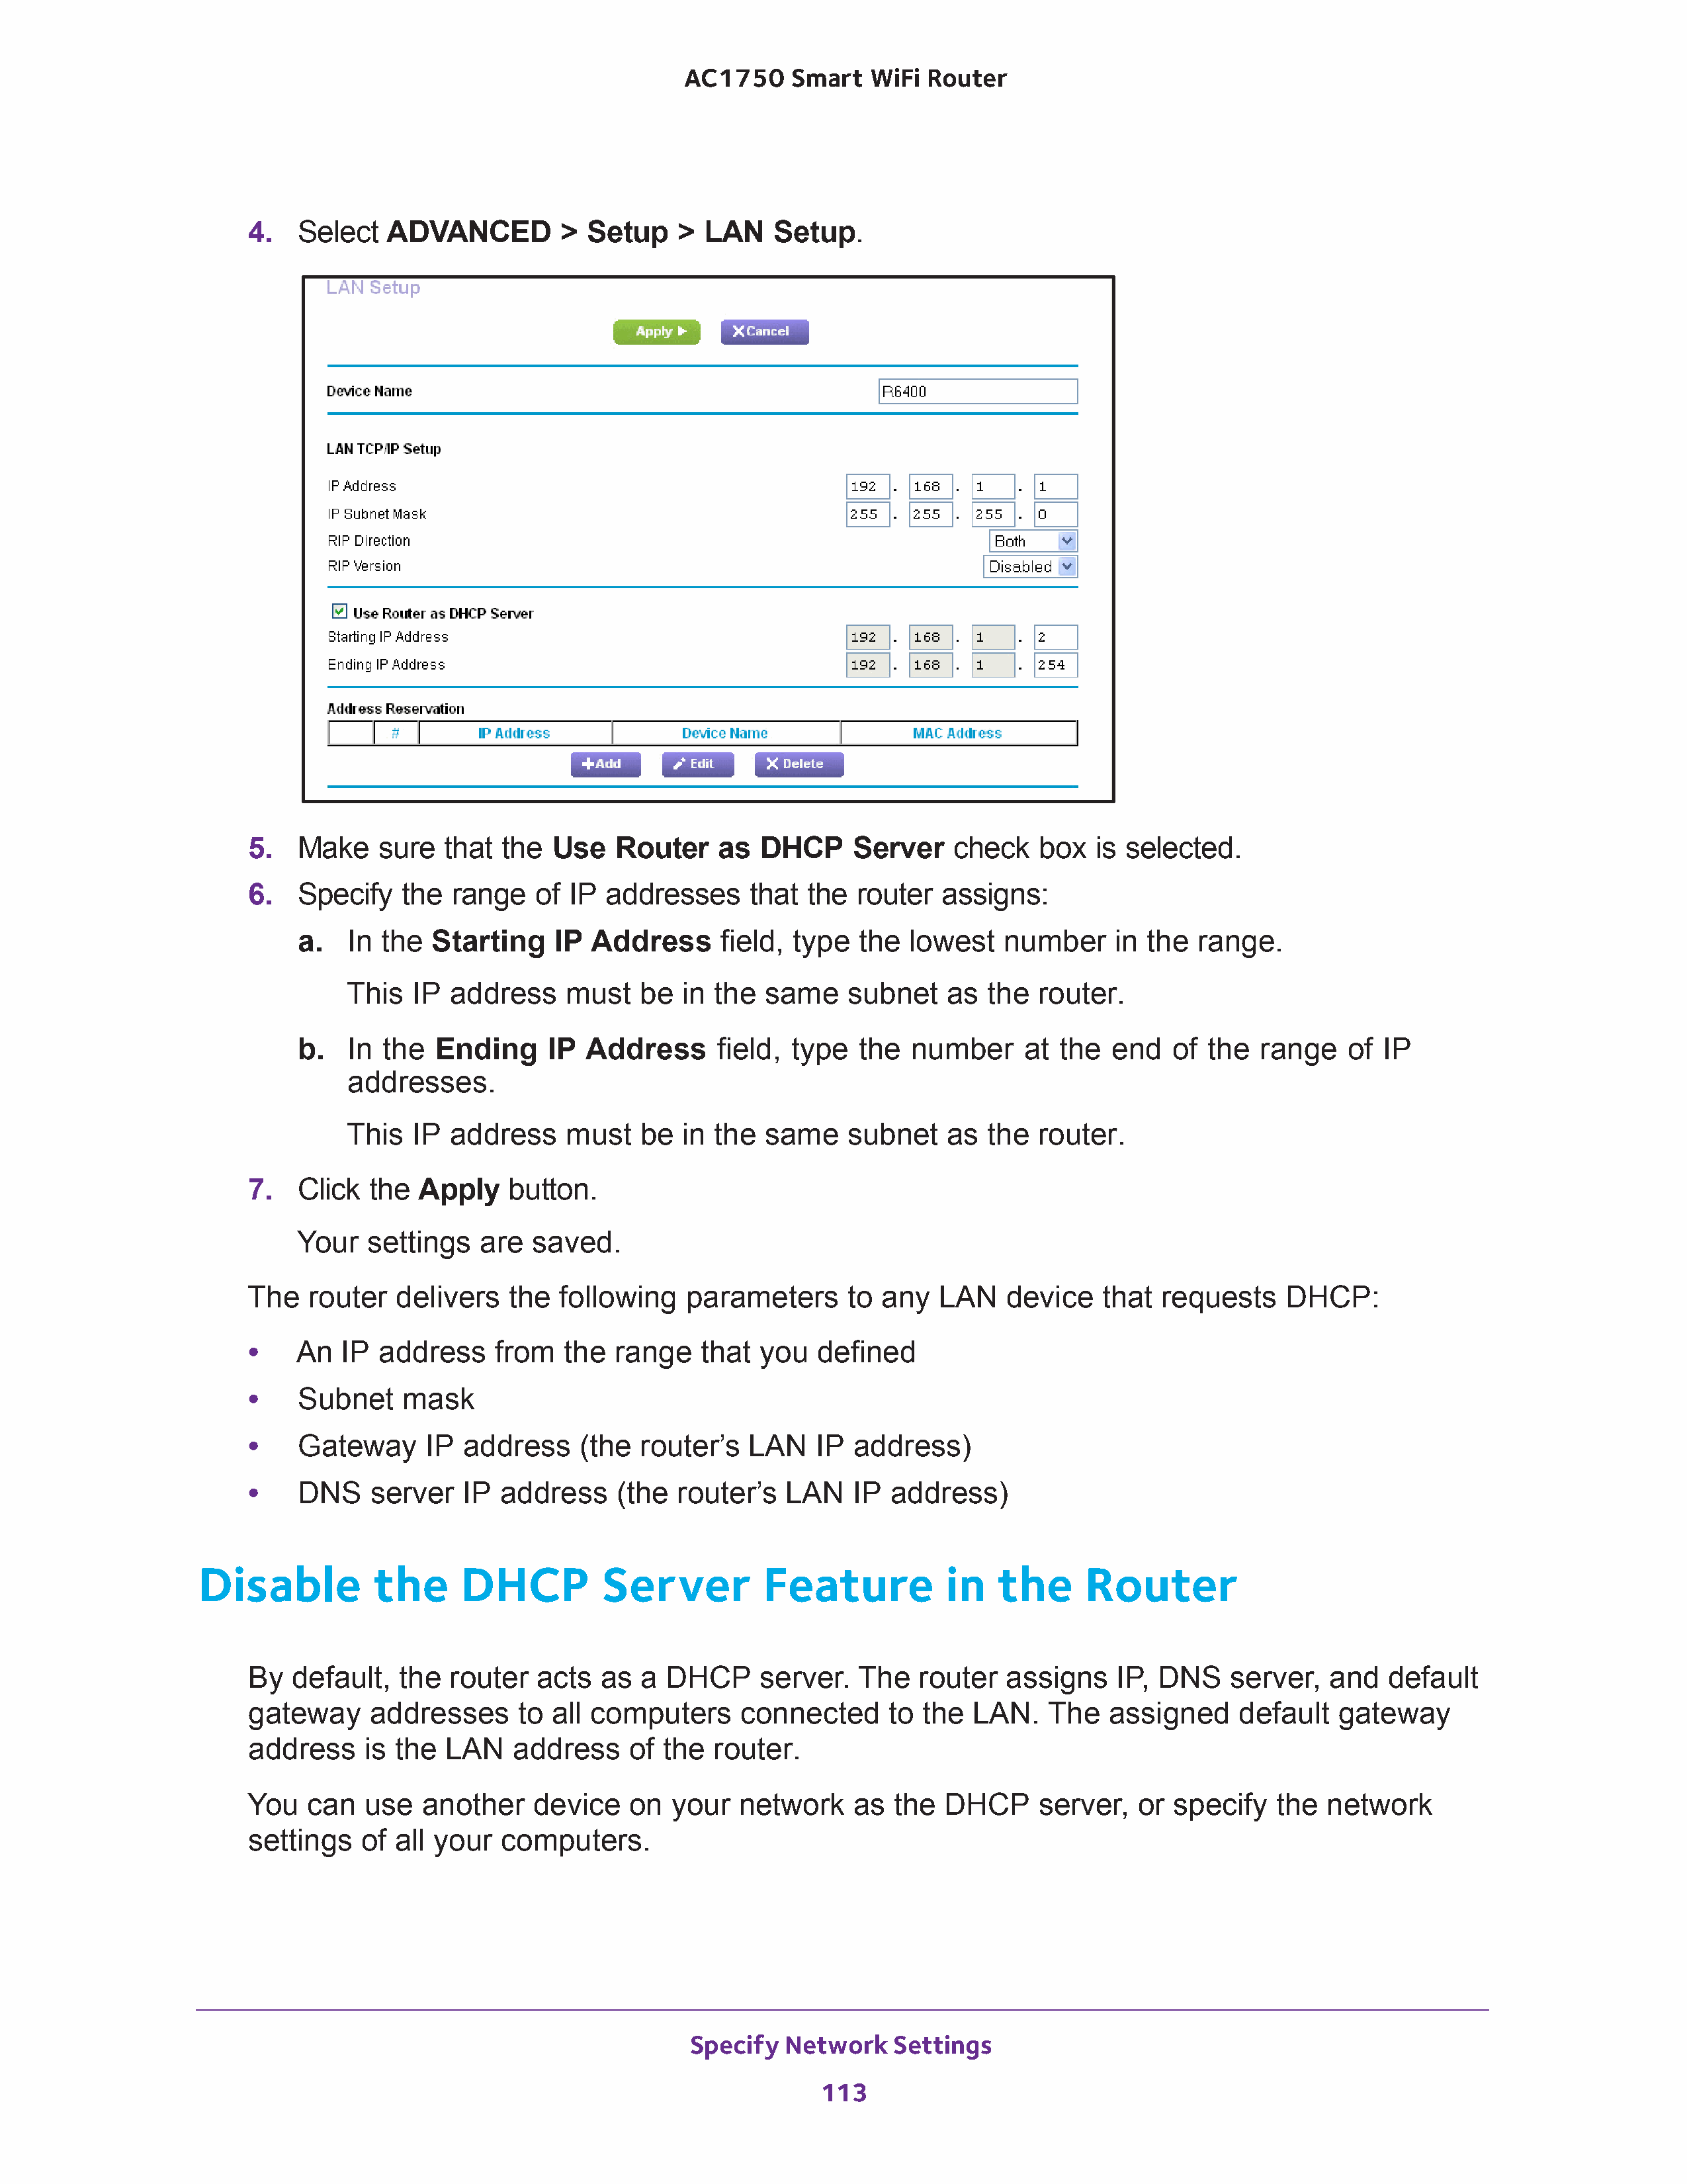 AC1750 Smart WiFi Router
4. Select ADVANCED > Setup > LAN Setup.
LAN Setup
Apply ▶ ✕Cancel
Device Name R6400
LAN TCP/IP Setup
IP Address 192 . 168 . 1 . 1
IP Subnet Mask 255 . 255 . 255 . 0
RIP Direction Both
RIP Version Disabled
Use Router as DHCP Server
Starting IP Address 192 . 168 . 1 . 2
Ending IP Address 192 . 168 . 1 . 254
Address Reservation
# IP Address Device Name MAC Address
+Add Edit ✕ Delete
5. Make sure that the Use Router as DHCP Server check box is selected.
6. Specify the range of IP addresses that the router assigns:
a. In the Starting IP Address field, type the lowest number in the range.
This IP address must be in the same subnet as the router.
b. In the Ending IP Address field, type the number at the end of the range of IP
addresses.
This IP address must be in the same subnet as the router.
7. Click the Apply button.
Your settings are saved.
The router delivers the following parameters to any LAN device that requests DHCP:
• An IP address from the range that you defined
• Subnet mask
• Gateway IP address (the router’s LAN IP address)
• DNS server IP address (the router’s LAN IP address)
Disable the DHCP Server Feature in the Router
By default, the router acts as a DHCP server. The router assigns IP, DNS server, and default
gateway addresses to all computers connected to the LAN. The assigned default gateway
address is the LAN address of the router.
You can use another device on your network as the DHCP server, or specify the network
settings of all your computers.
Specify Network Settings
113